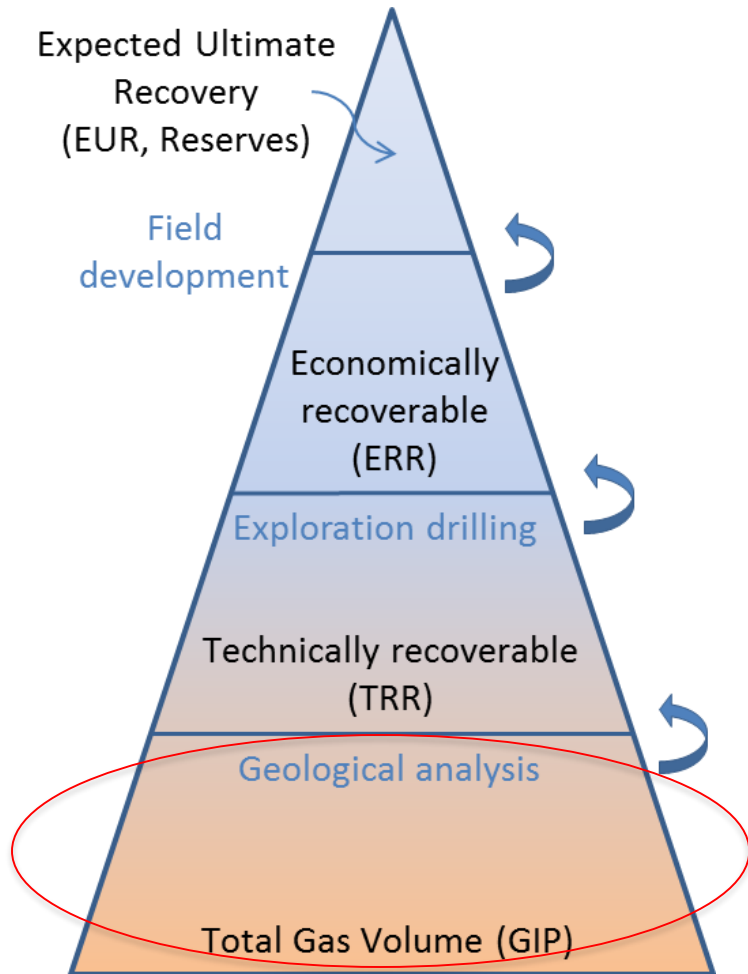 Expected Ultimate
Recovery
(EUR, Reserves)
Field
development
Economically
recoverable
(ERR)
Exploration drilling
Technically recoverable
(TRR)
Geological analysis
Total Gas Volume (GIP)